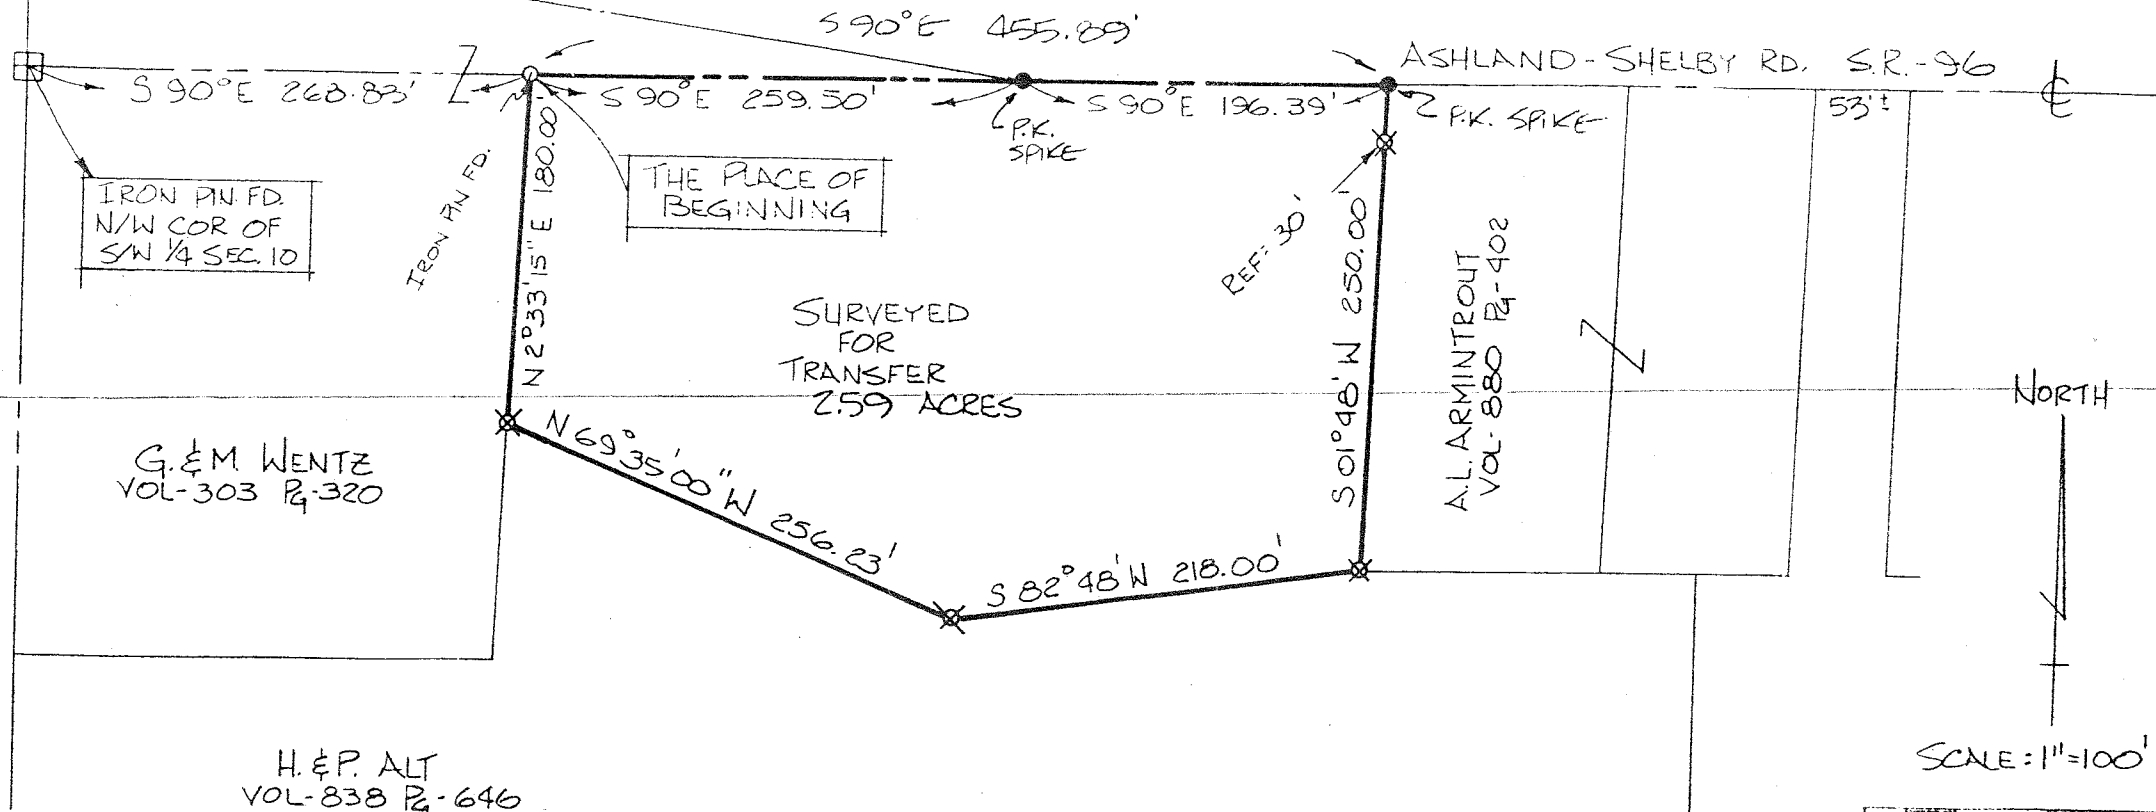 S 90°E 455.89'
ASHLAND-SHELBY RD. S.R.-96
S 90°E 263.83'
S 90°E 259.50'
S 90°E 196.39'
P.K.
SPIKE
P.K. SPIKE
53'±
℄
IRON PIN FD.
N/W COR OF
S/W 1/4 SEC. 10
IRON PIN FD.
N 2°33'15" E 180.00'
THE PLACE OF
BEGINNING
REF: 30'
S 01°48' W 250.00'
A.L. ARMINTROUT
VOL-880 PG-402
SURVEYED
FOR
TRANSFER
2.59 ACRES
NORTH
G. & M. WENTZ
VOL-303 PG-320
N 69°35'00" W 256.23'
S 82°48' W 218.00'
H. & P. ALT
VOL-838 PG-646
SCALE: 1"=100'